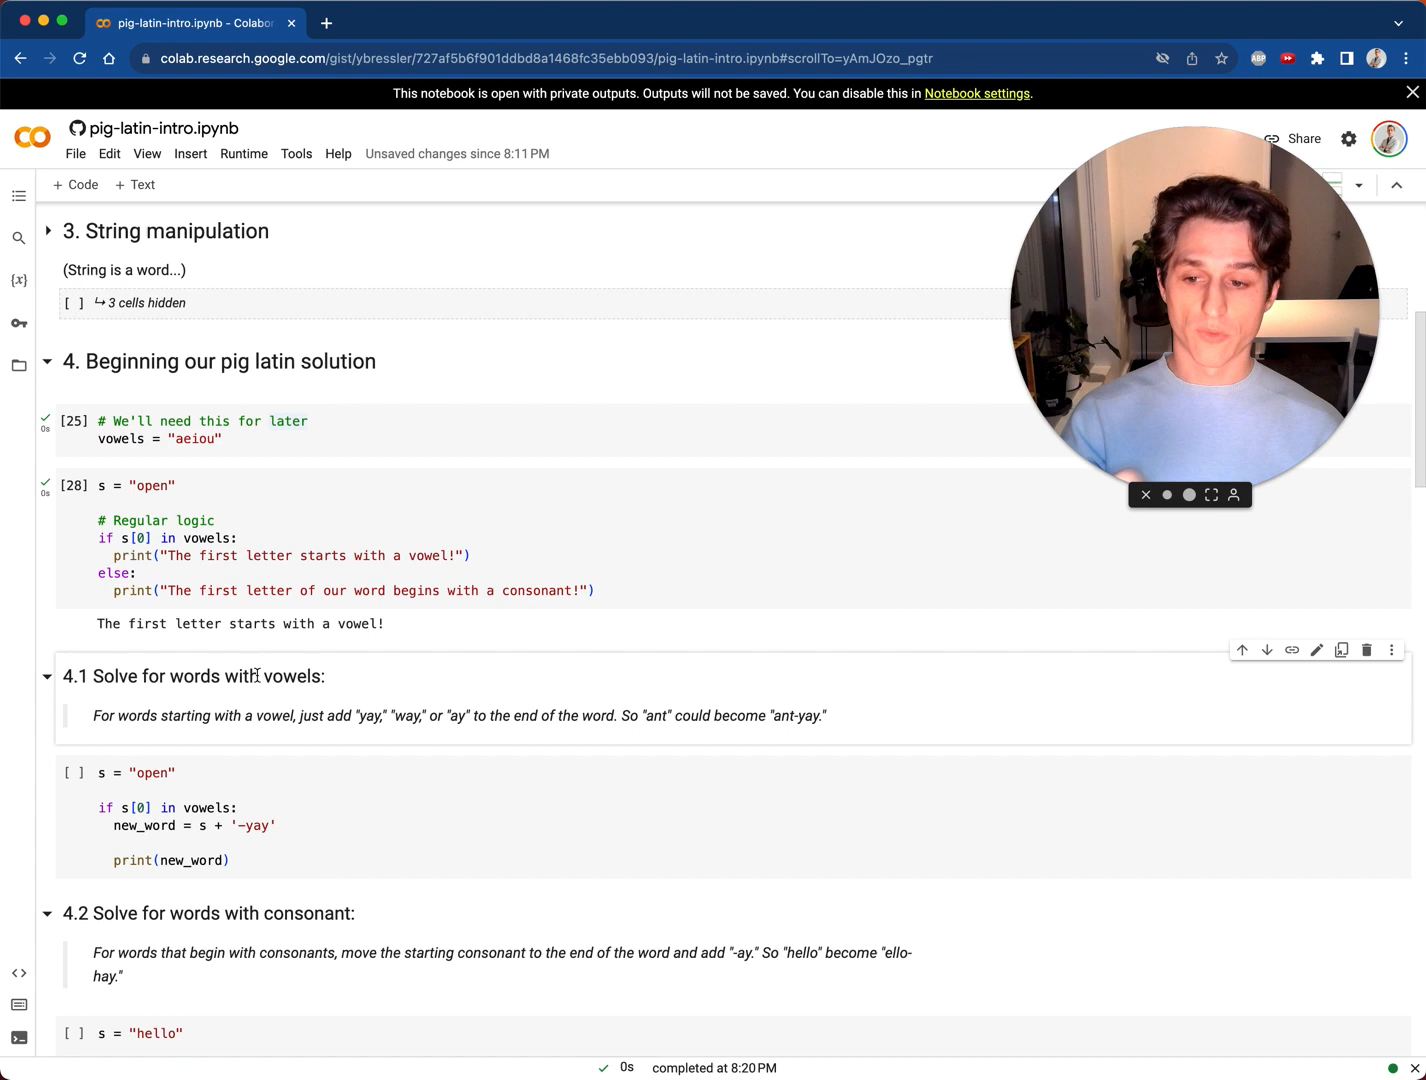 pig-latin-intro.ipynb - Colabor
colab.research.google.com/gist/ybressler/727af5b6f901ddbd8a1468fc35ebb093/pig-latin-intro.ipynb#scrollTo=yAmJOzo_pgtr
ABP
This notebook is open with private outputs. Outputs will not be saved. You can disable this in Notebook settings.
pig-latin-intro.ipynb
Share
File Edit View Insert Runtime Tools Help Unsaved changes since 8:11 PM
+ Code + Text
3. String manipulation
(String is a word...)
[ ] 3 cells hidden
4. Beginning our pig latin solution
[25] # We'll need this for later
0s
vowels = "aeiou"
[28] s = "open"
0s
# Regular logic
if s[0] in vowels:
print("The first letter starts with a vowel!")
else:
print("The first letter of our word begins with a consonant!")
The first letter starts with a vowel!
4.1 Solve for words with vowels:
For words starting with a vowel, just add "yay," "way," or "ay" to the end of the word. So "ant" could become "ant-yay."
[ ] s = "open"
if s[0] in vowels:
new_word = s + '-yay'
print(new_word)
4.2 Solve for words with consonant:
For words that begin with consonants, move the starting consonant to the end of the word and add "-ay." So "hello" become "ello-
hay."
[ ] s = "hello"
0s completed at 8:20 PM